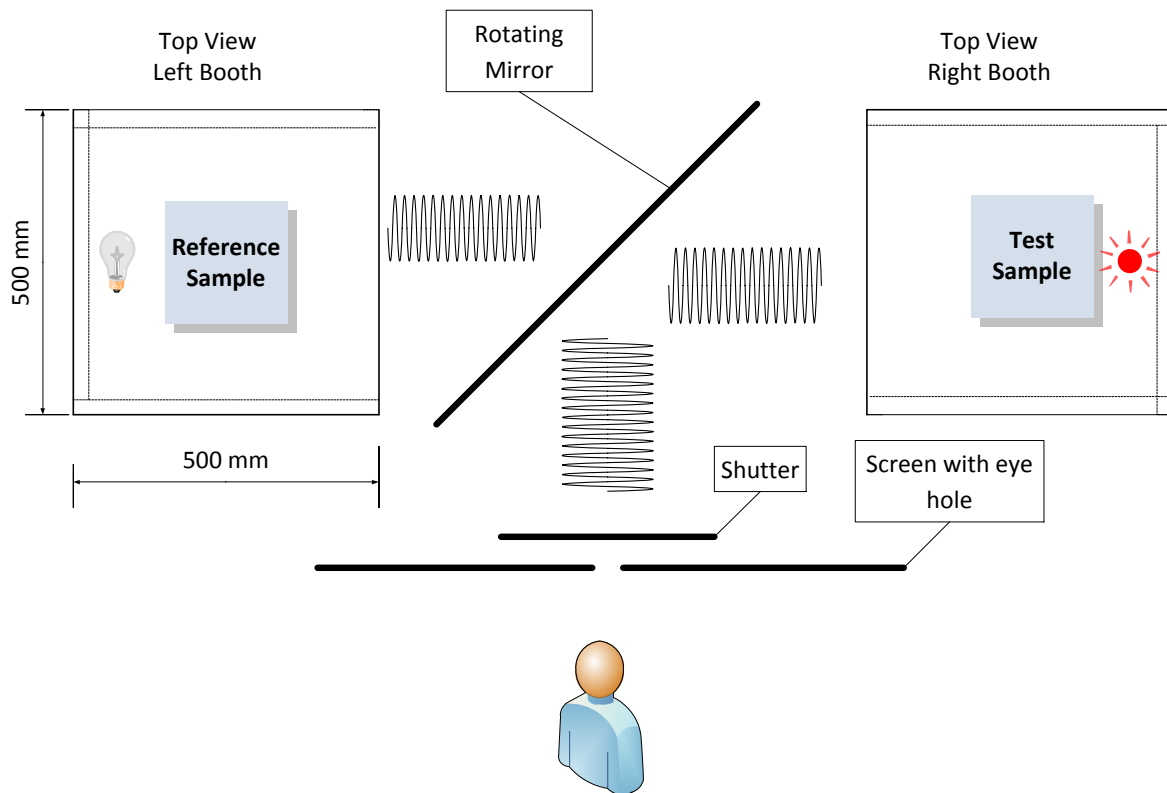 Top View
Left Booth
Rotating
Mirror
Top View
Right Booth
500 mm
Reference
Sample
Test
Sample
500 mm
Shutter
Screen with eye
hole